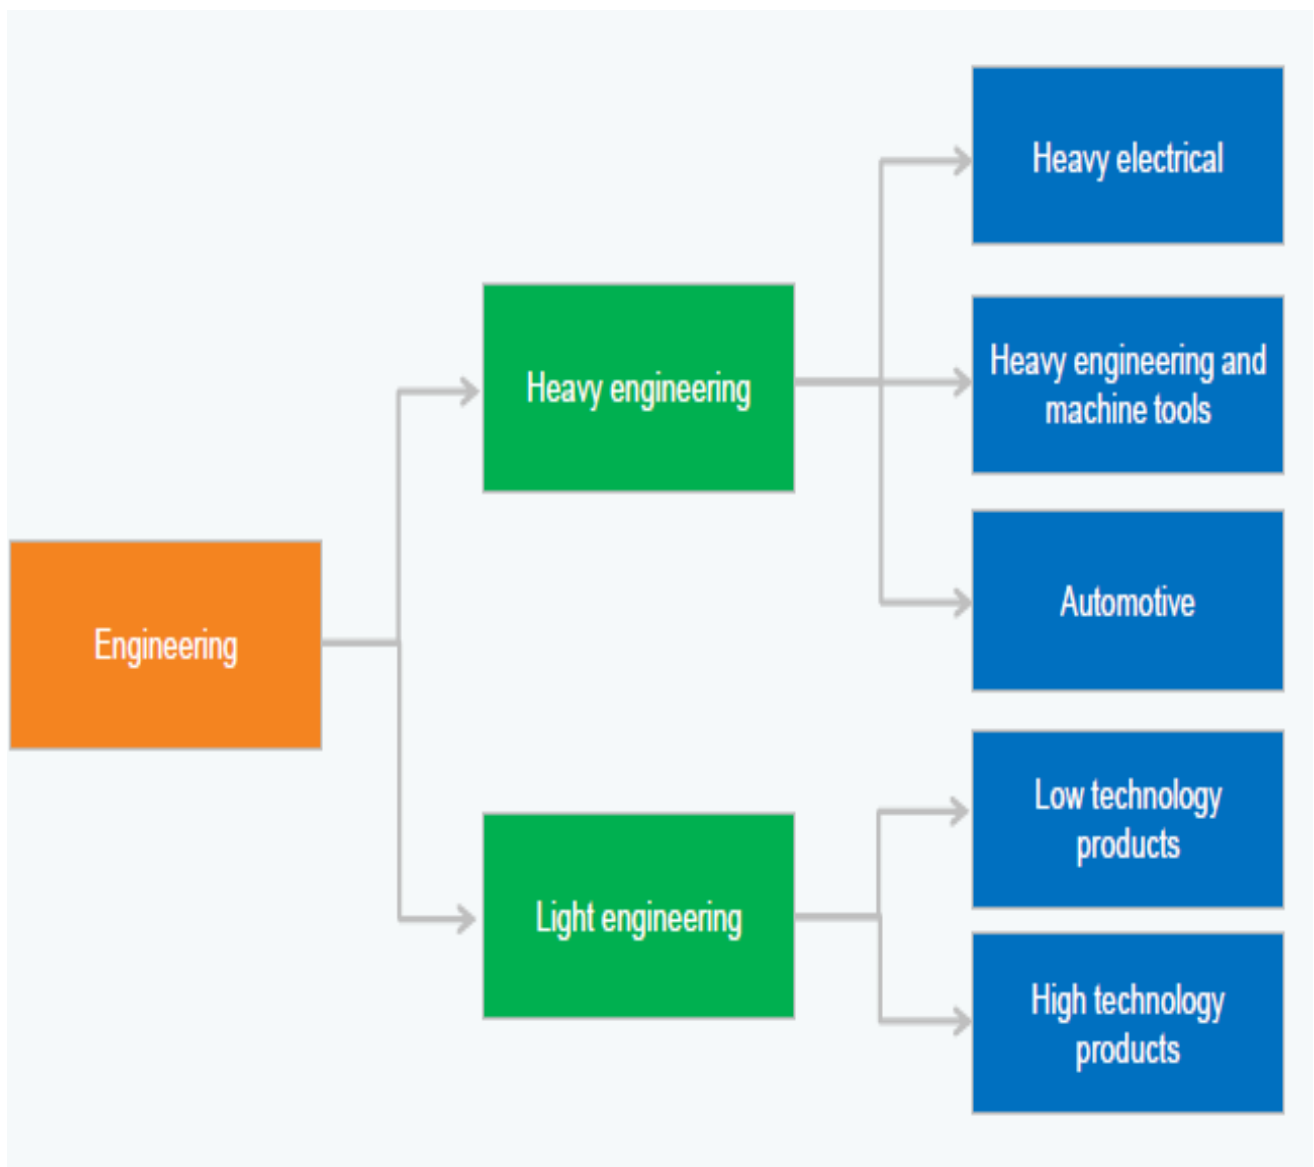 Heavy electrical
Heavy engineering and
machine tools
Heavy engineering
Automotive
Engineering
Low technology
products
Light engineering
High technology
products